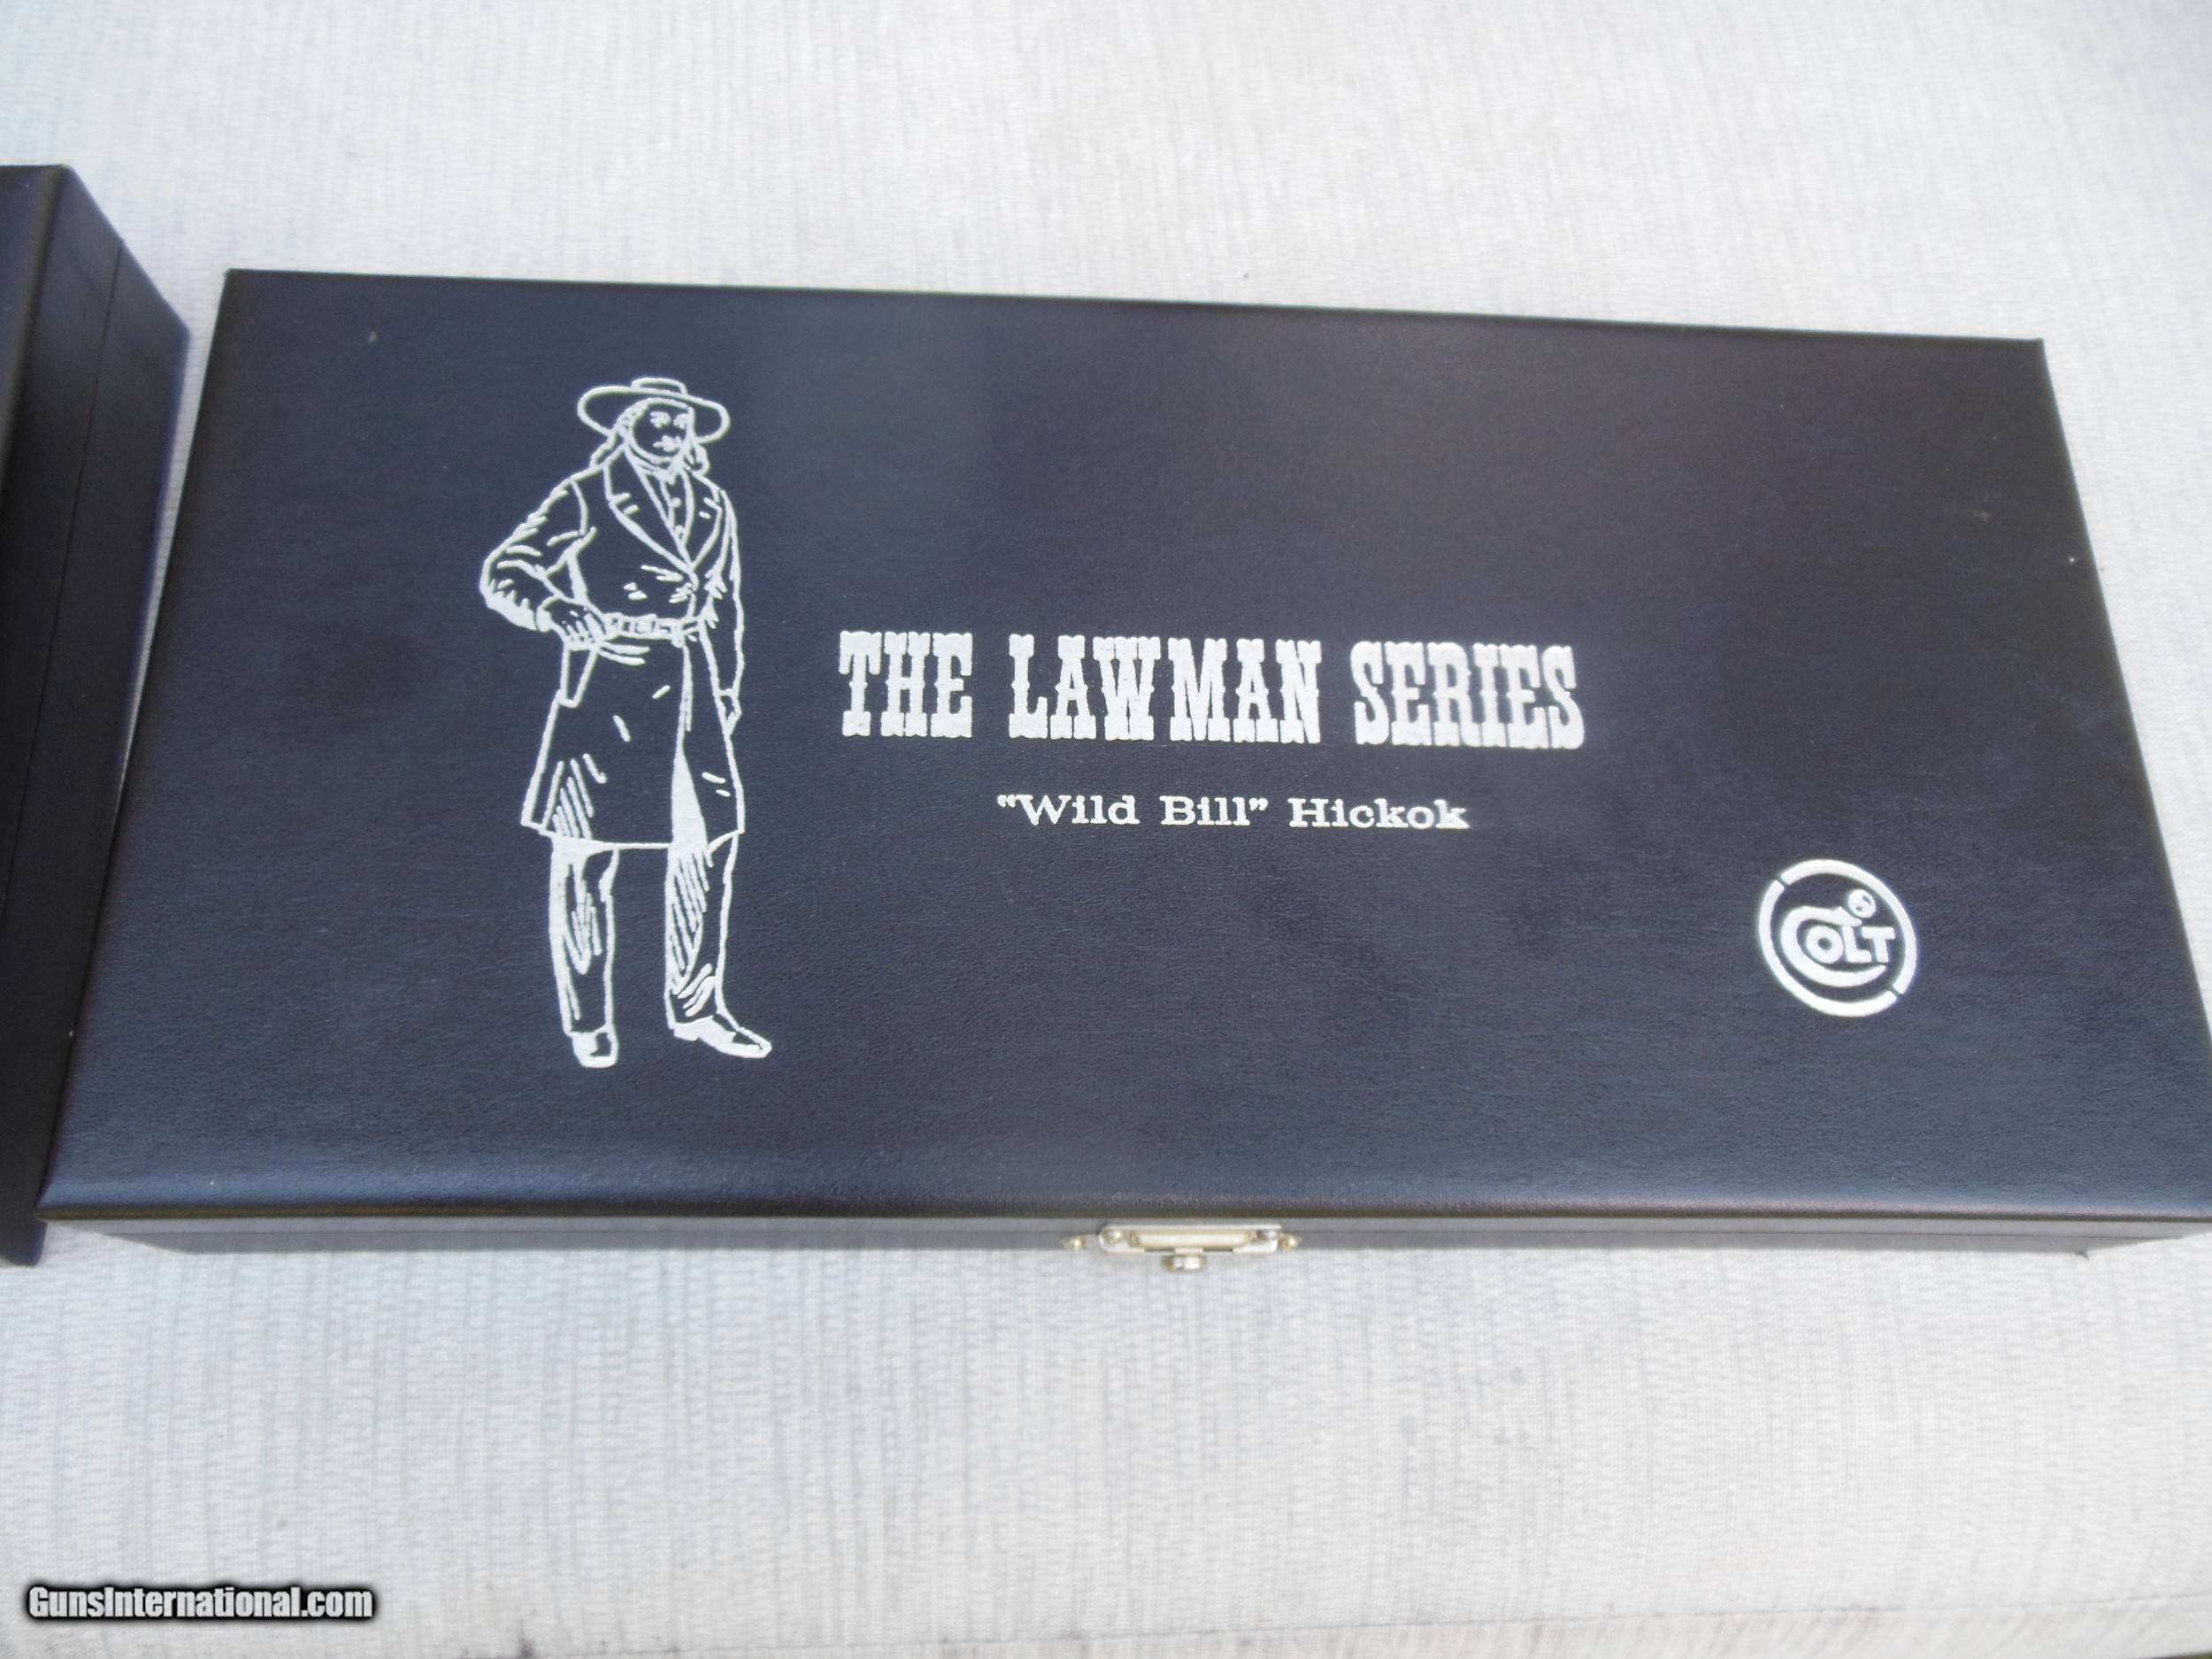 THE LAWMAN SERIES
"Wild Bill" Hickok
COLT
GunsInternational.com